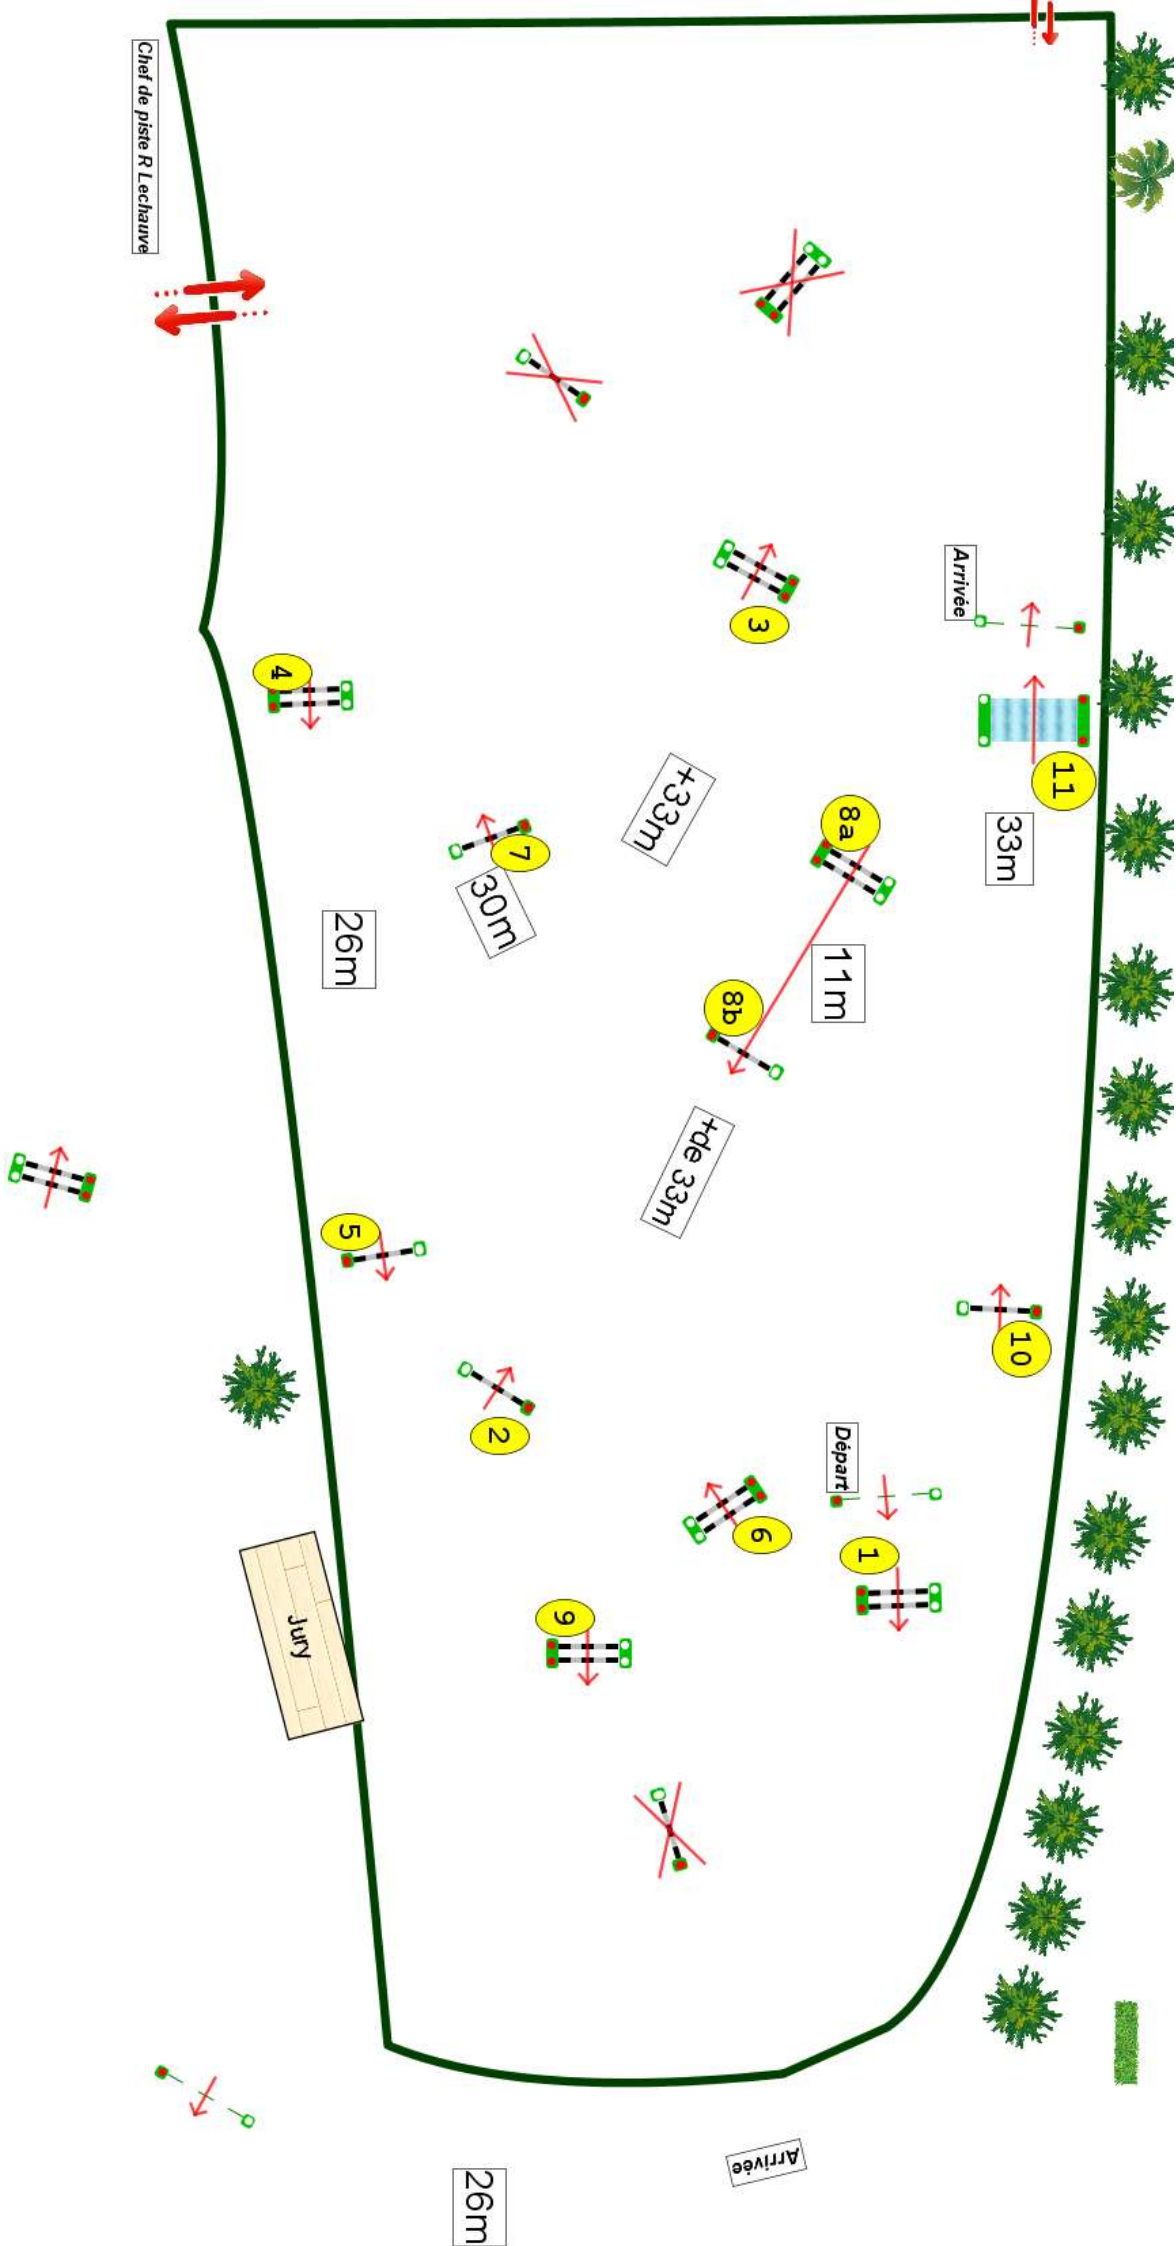 Chef de piste R Lechauve
3
Arrivée
4
11
+33m
8a
33m
7
30m
26m
11m
8b
+de 33m
5
10
2
Départ
6
1
9
Jury
Arrivée
26m